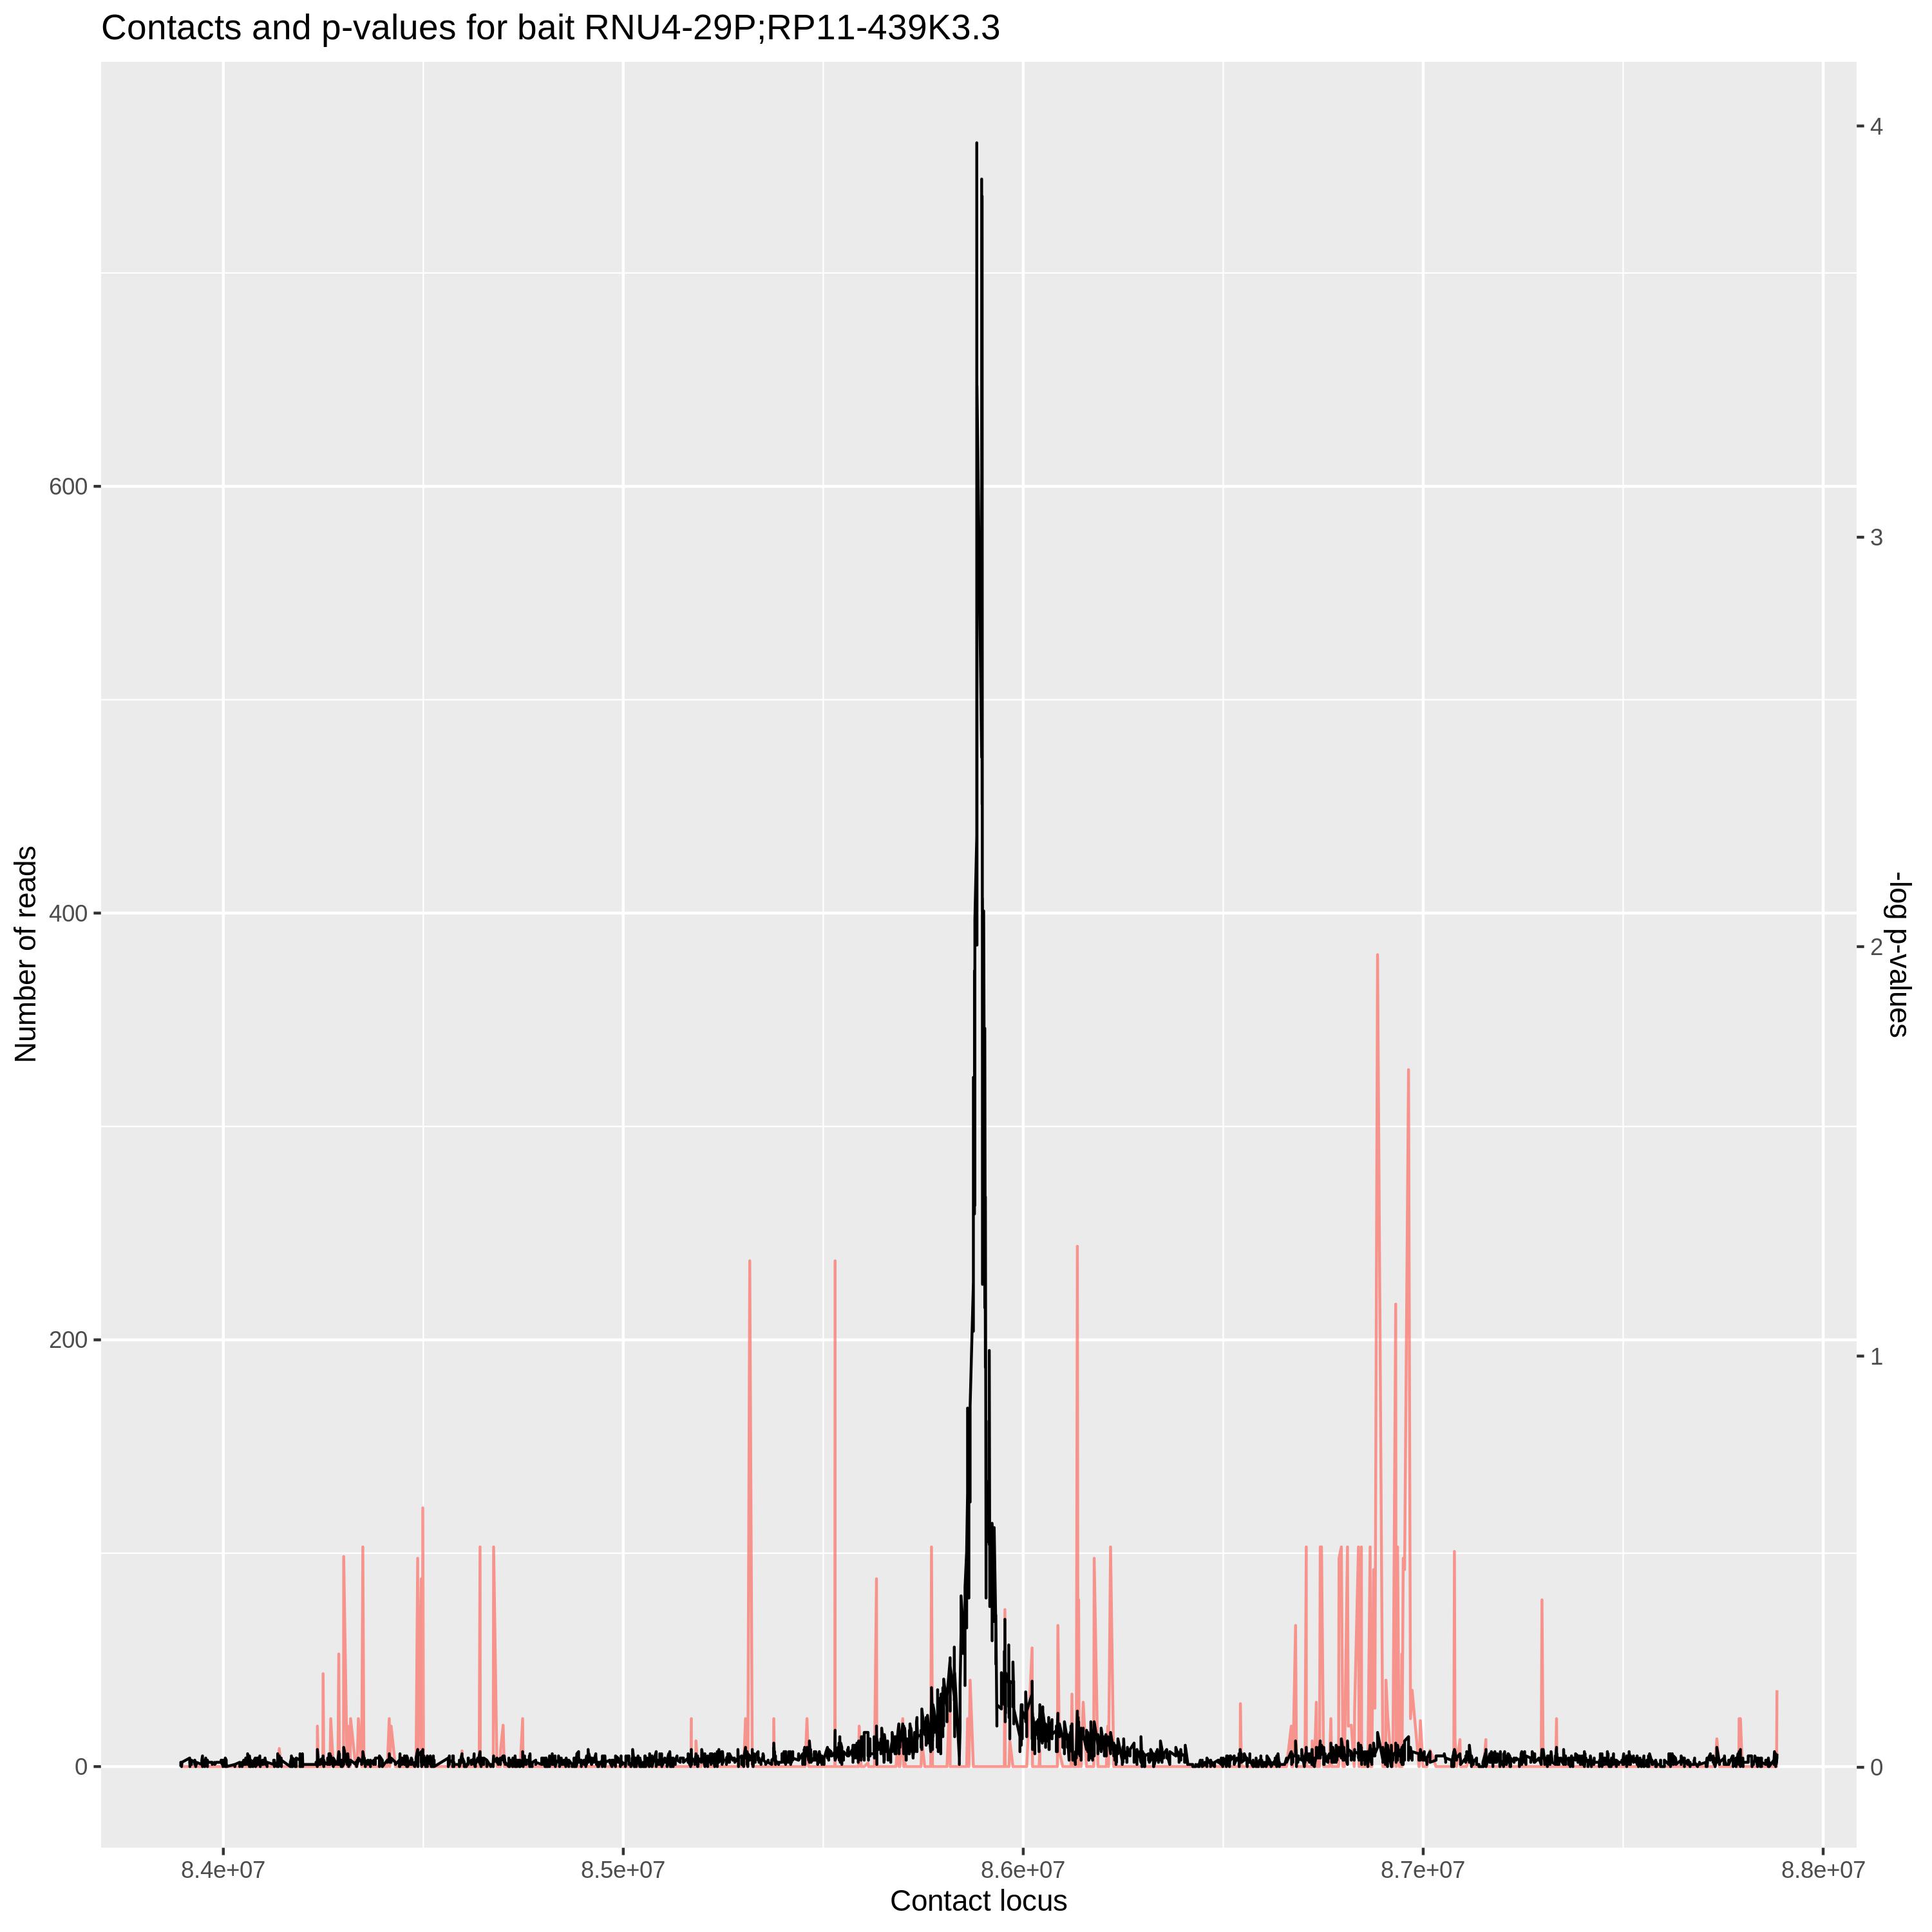 Contacts and p-values for bait RNU4-29P;RP11-439K3.3
Number of reads
600
400
200
0
4
3
2
1
0
-log p-values
8.4e+07 8.5e+07 8.6e+07 8.7e+07 8.8e+07
Contact locus